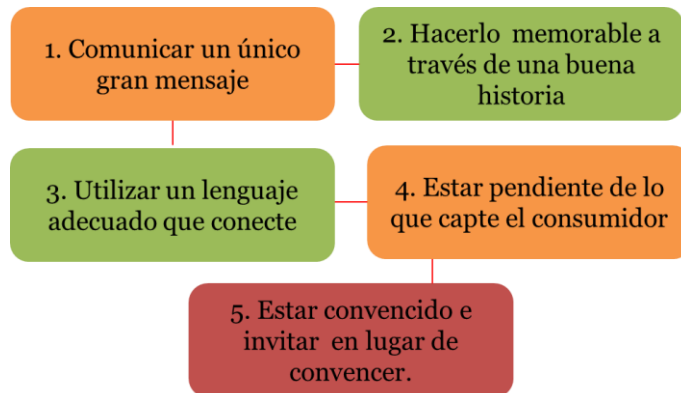 1. Comunicar un único
gran mensaje
2. Hacerlo memorable a
través de una buena
historia
3. Utilizar un lenguaje
adecuado que conecte
4. Estar pendiente de lo
que capte el consumidor
5. Estar convencido e
invitar en lugar de
convencer.